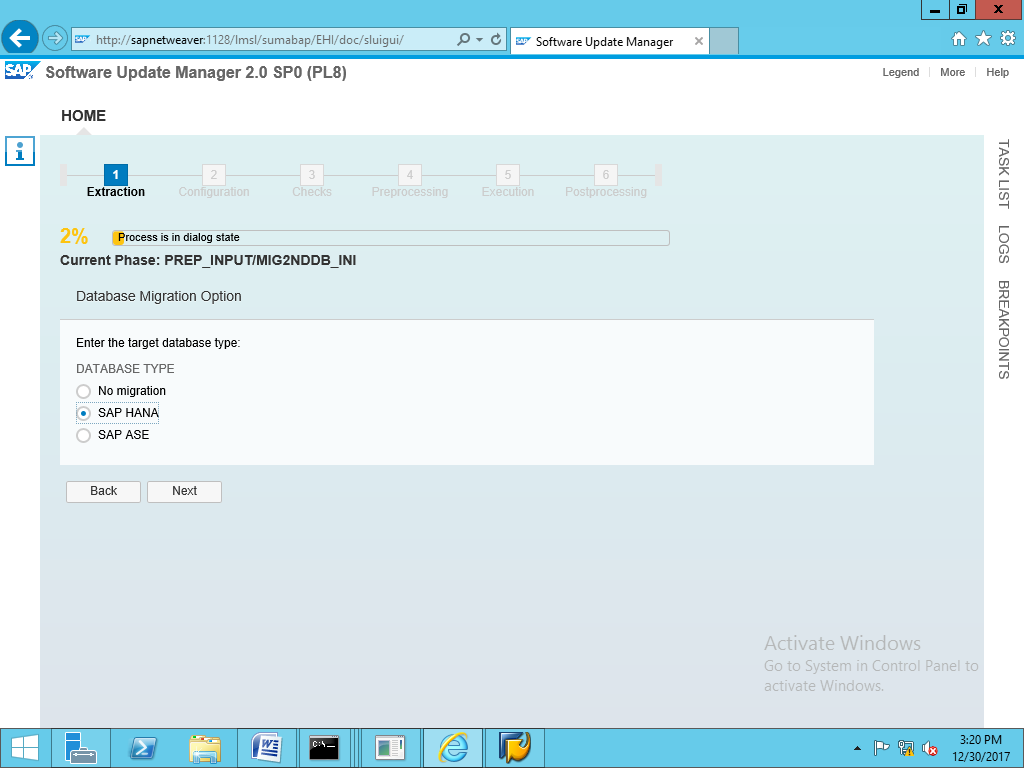 http://sapnetweaver:1128/lmsl/sumabap/EHI/doc/sluigui/
SAP Software Update Manager
SAP Software Update Manager 2.0 SP0 (PL8)
Legend More Help
HOME
1 2 3 4 5 6
Extraction Configuration Checks Preprocessing Execution Postprocessing
2% Process is in dialog state
Current Phase: PREP_INPUT/MIG2NDDB_INI
Database Migration Option
Enter the target database type:
DATABASE TYPE
No migration
SAP HANA
SAP ASE
Back Next
TASK LIST
LOGS
BREAKPOINTS
Activate Windows
Go to System in Control Panel to
activate Windows.
C:\_
3:20 PM
12/30/2017